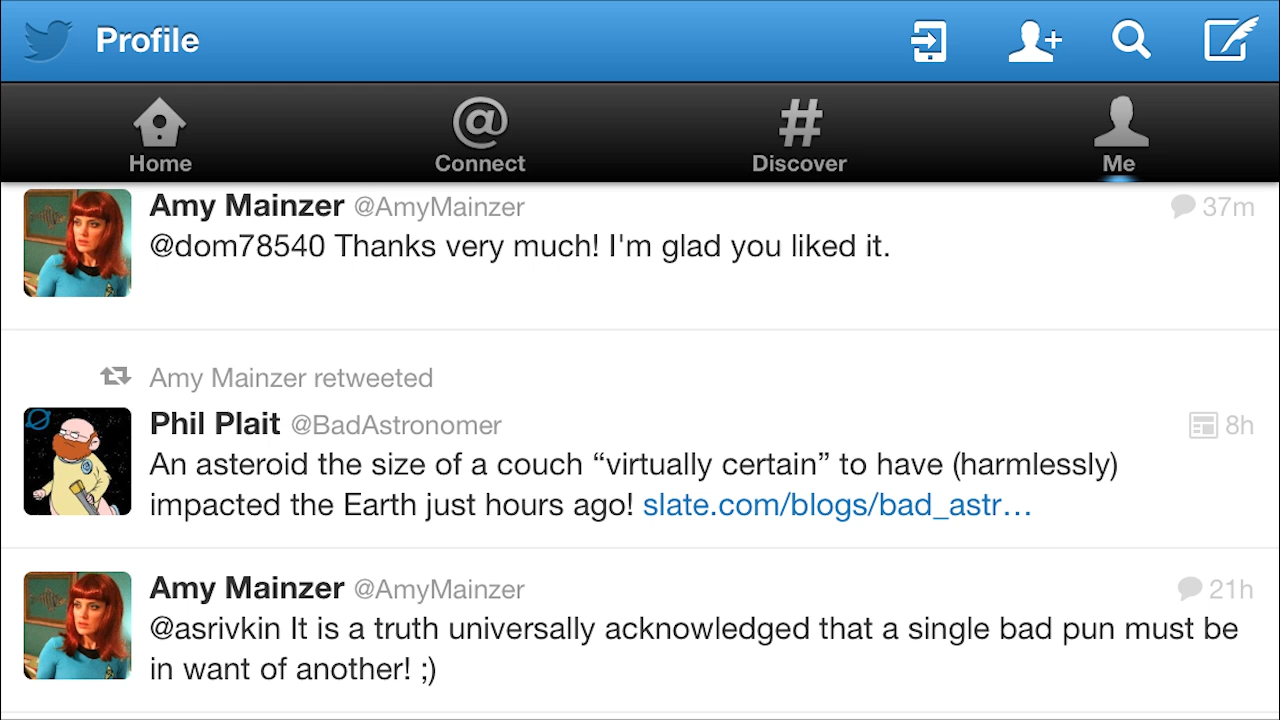 Profile
Home
Connect
Discover
Me
Amy Mainzer @AmyMainzer 37m
@dom78540 Thanks very much! I'm glad you liked it.
Amy Mainzer retweeted
Phil Plait @BadAstronomer 8h
An asteroid the size of a couch “virtually certain” to have (harmlessly)
impacted the Earth just hours ago! slate.com/blogs/bad_astr…
Amy Mainzer @AmyMainzer 21h
@asrivkin It is a truth universally acknowledged that a single bad pun must be
in want of another! ;)